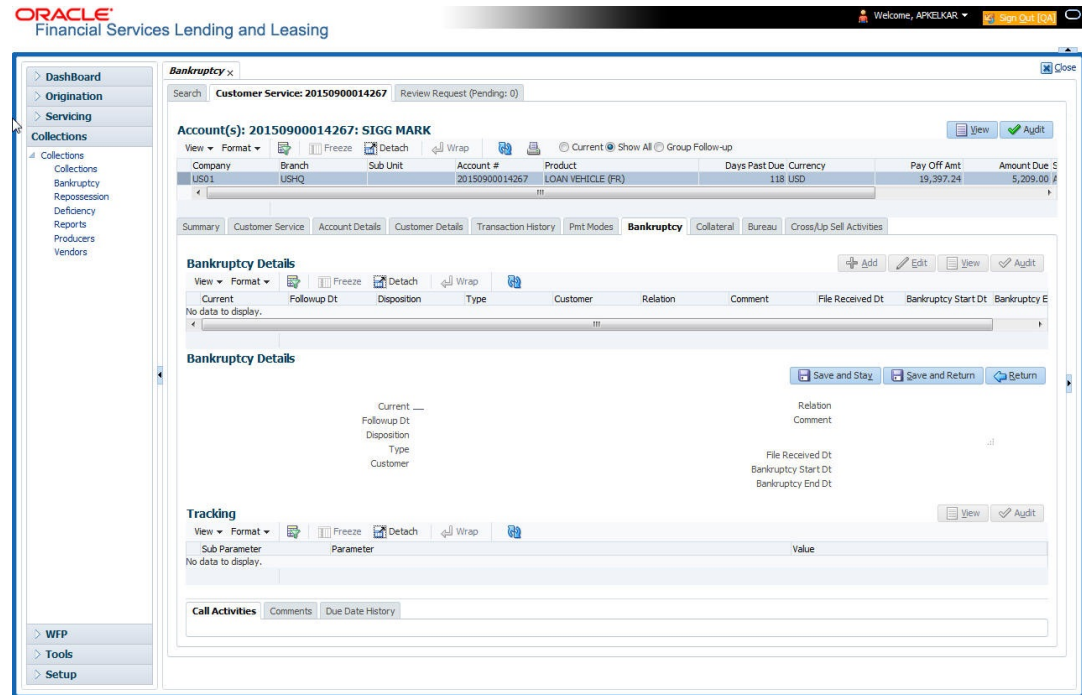 ORACLE
Financial Services Lending and Leasing
Welcome, APKELKAR
Sign Out [QA]
DashBoard
Origination
Servicing
Collections
Collections
Collections
Bankruptcy
Repossession
Deficiency
Reports
Producers
Vendors
WFP
Tools
Setup
Bankruptcy x
Close
Search Customer Service: 20150900014267 Review Request (Pending: 0)
Account(s): 20150900014267: SIGG MARK
View Audit
View Format Freeze Detach Wrap Current Show All Group Follow-up
Company Branch Sub Unit Account # Product Days Past Due Currency Pay Off Amt Amount Due S
US01 USHQ 20150900014267 LOAN VEHICLE (FR) 118 USD 19,397.24 5,209.00 A
Summary Customer Service Account Details Customer Details Transaction History Pmt Modes Bankruptcy Collateral Bureau Cross/Up Sell Activities
Bankruptcy Details
Add Edit View Audit
View Format Freeze Detach Wrap
Current Followup Dt Disposition Type Customer Relation Comment File Received Dt Bankruptcy Start Dt Bankruptcy E
No data to display.
Bankruptcy Details
Save and Stay Save and Return Return
Current
Followup Dt
Disposition
Type
Customer
Relation
Comment
File Received Dt
Bankruptcy Start Dt
Bankruptcy End Dt
Tracking
View Audit
View Format Freeze Detach Wrap
Sub Parameter Parameter Value
No data to display.
Call Activities Comments Due Date History